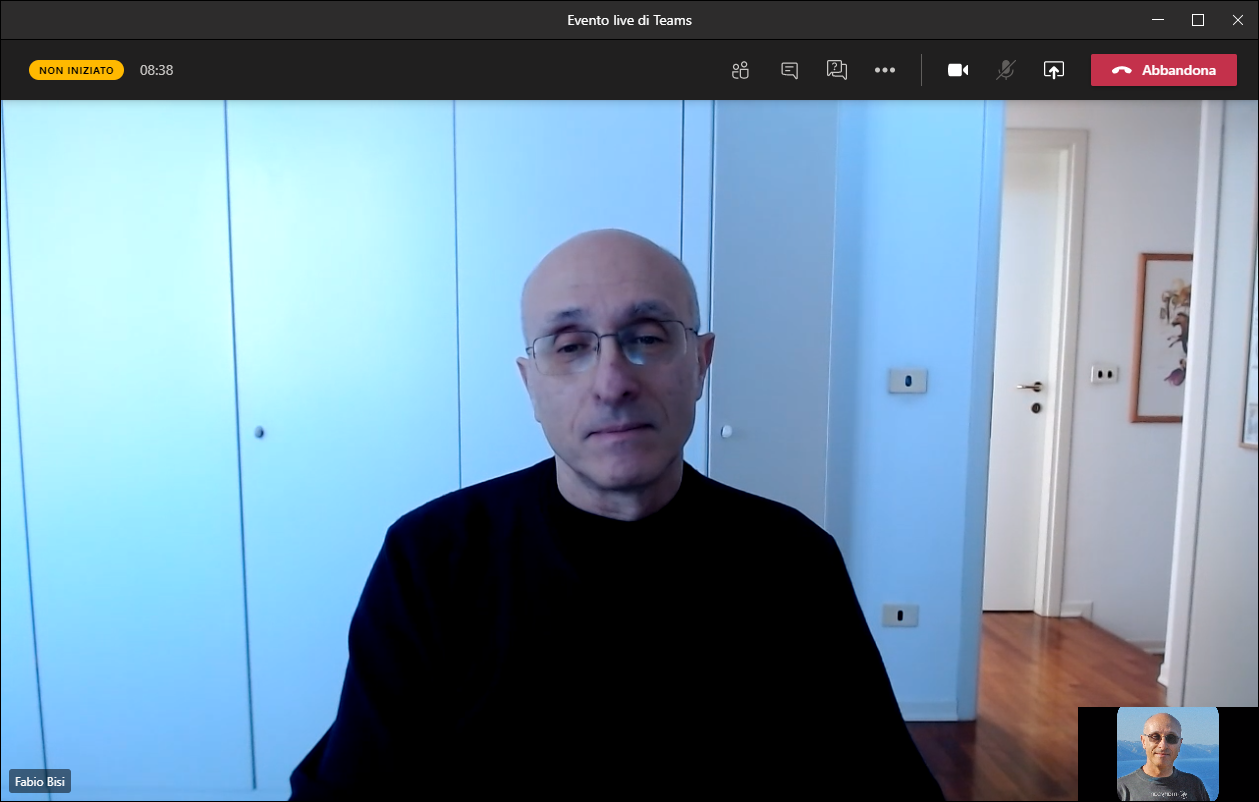 Evento live di Teams
NON INIZIATO 08:38 Abbandona
Fabio Bisi